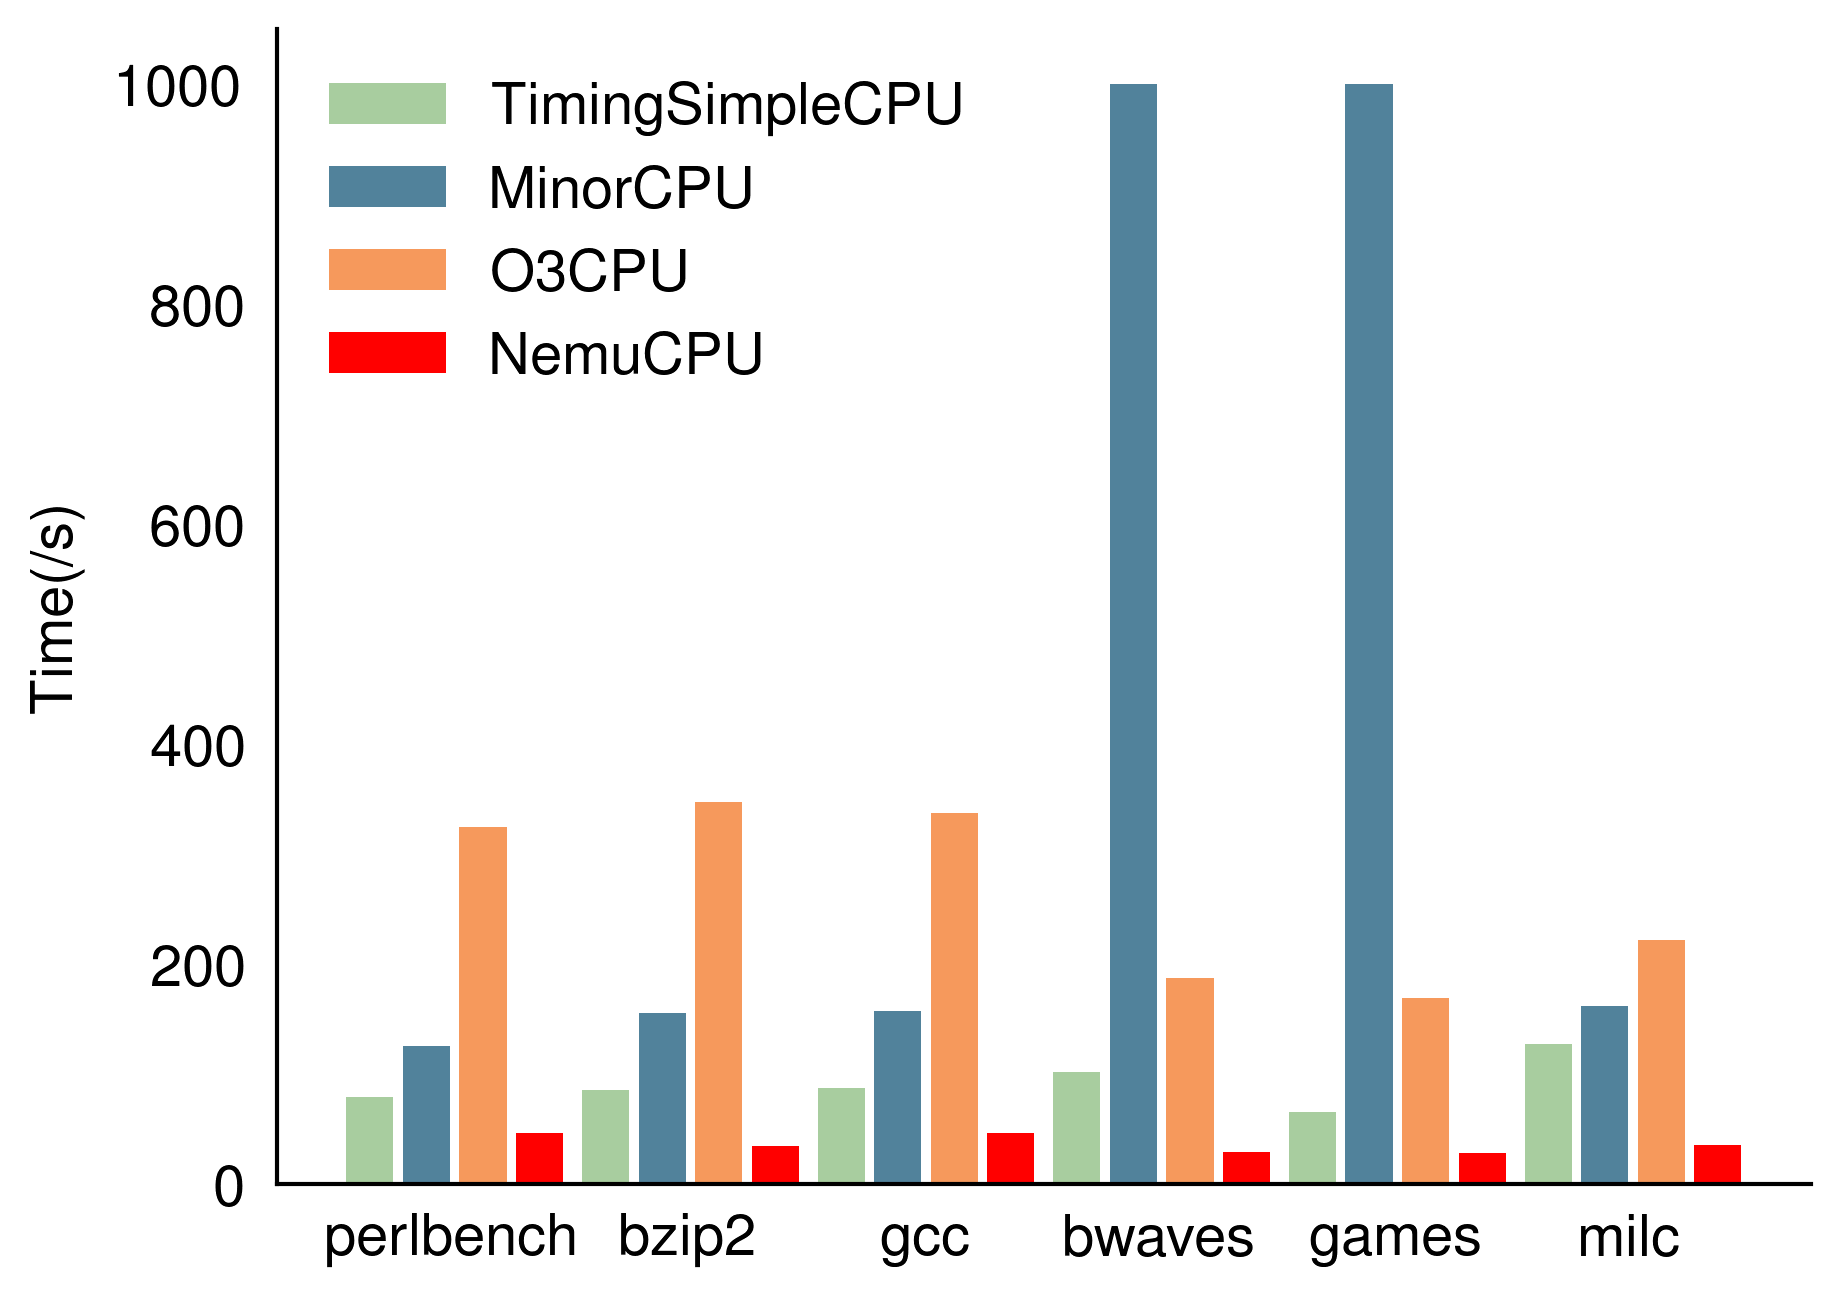 1000
800
600
400
200
0
Time(/s)
TimingSimpleCPU
MinorCPU
O3CPU
NemuCPU
perlbench bzip2 gcc bwaves games milc